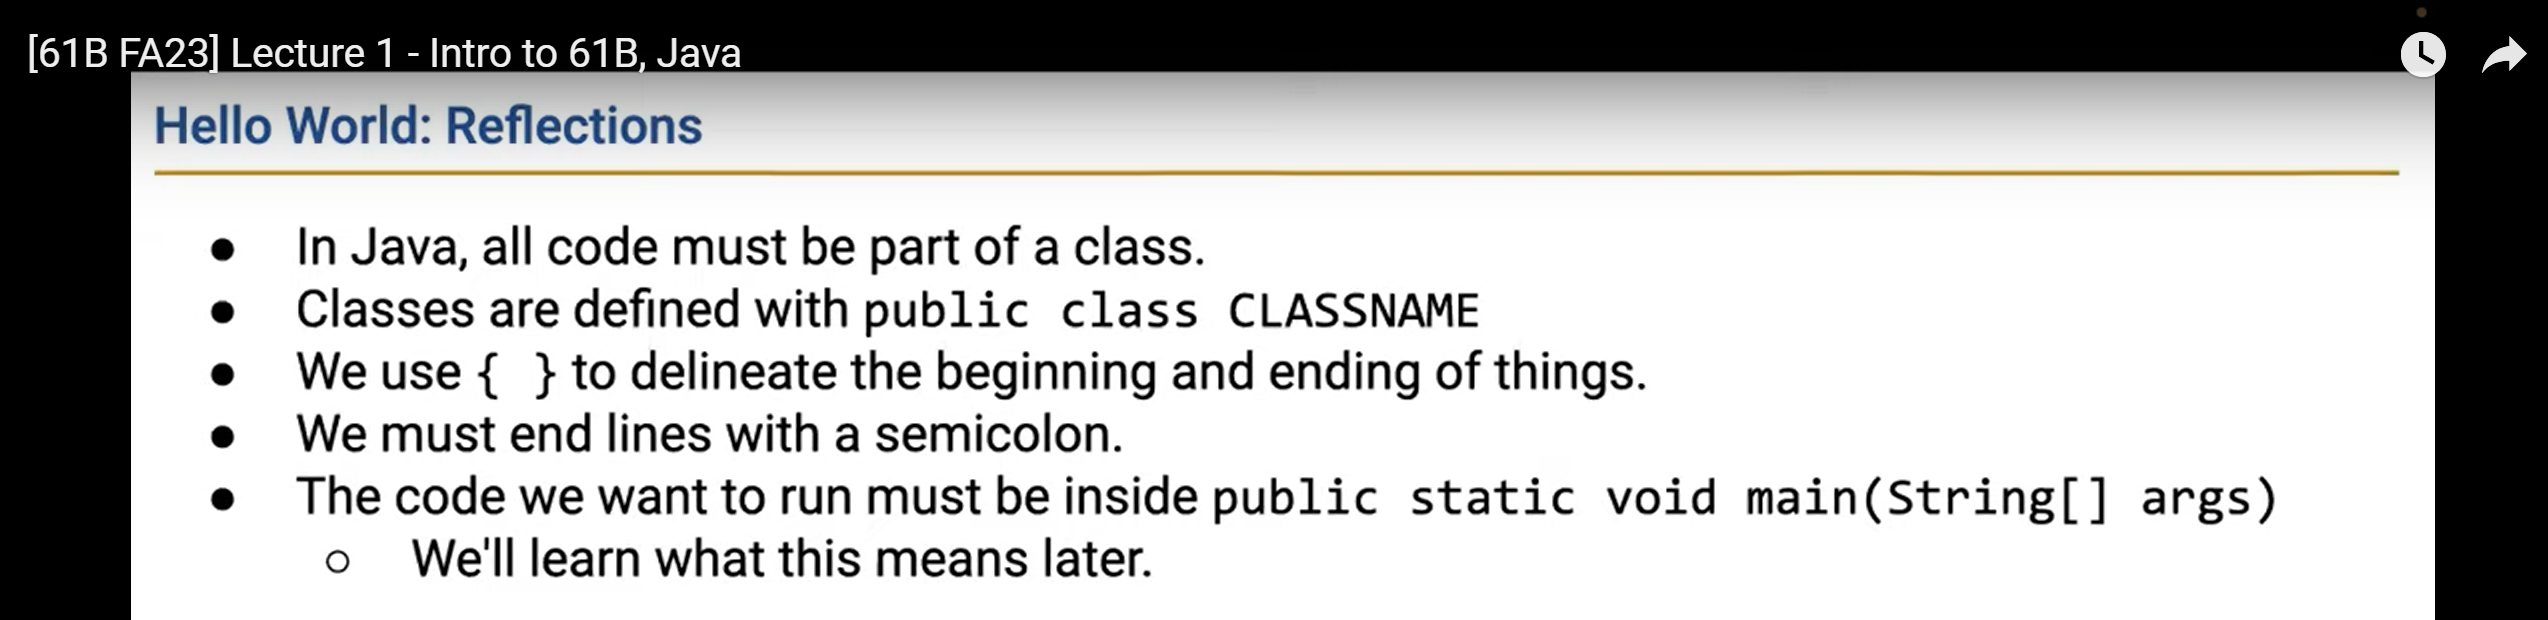 [61B FA23] Lecture 1 - Intro to 61B, Java
Hello World: Reflections
● In Java, all code must be part of a class.
● Classes are defined with public class CLASSNAME
● We use { } to delineate the beginning and ending of things.
● We must end lines with a semicolon.
● The code we want to run must be inside public static void main(String[] args)
○ We'll learn what this means later.